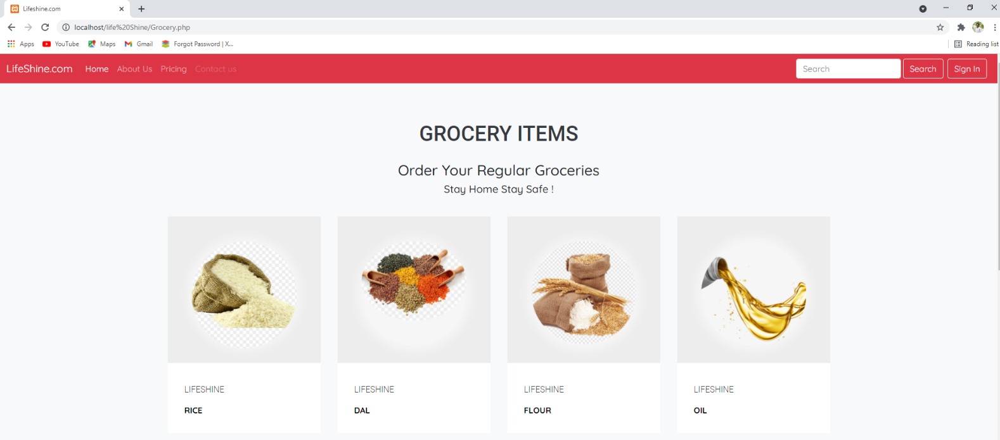 Lifeshine.com
localhost/life%20Shine/Grocery.php
Apps YouTube Maps Gmail Forgot Password | X... Reading list
LifeShine.com Home About Us Pricing Contact us Search Search Sign In
GROCERY ITEMS
Order Your Regular Groceries
Stay Home Stay Safe !
LIFESHINE LIFESHINE LIFESHINE LIFESHINE
RICE DAL FLOUR OIL